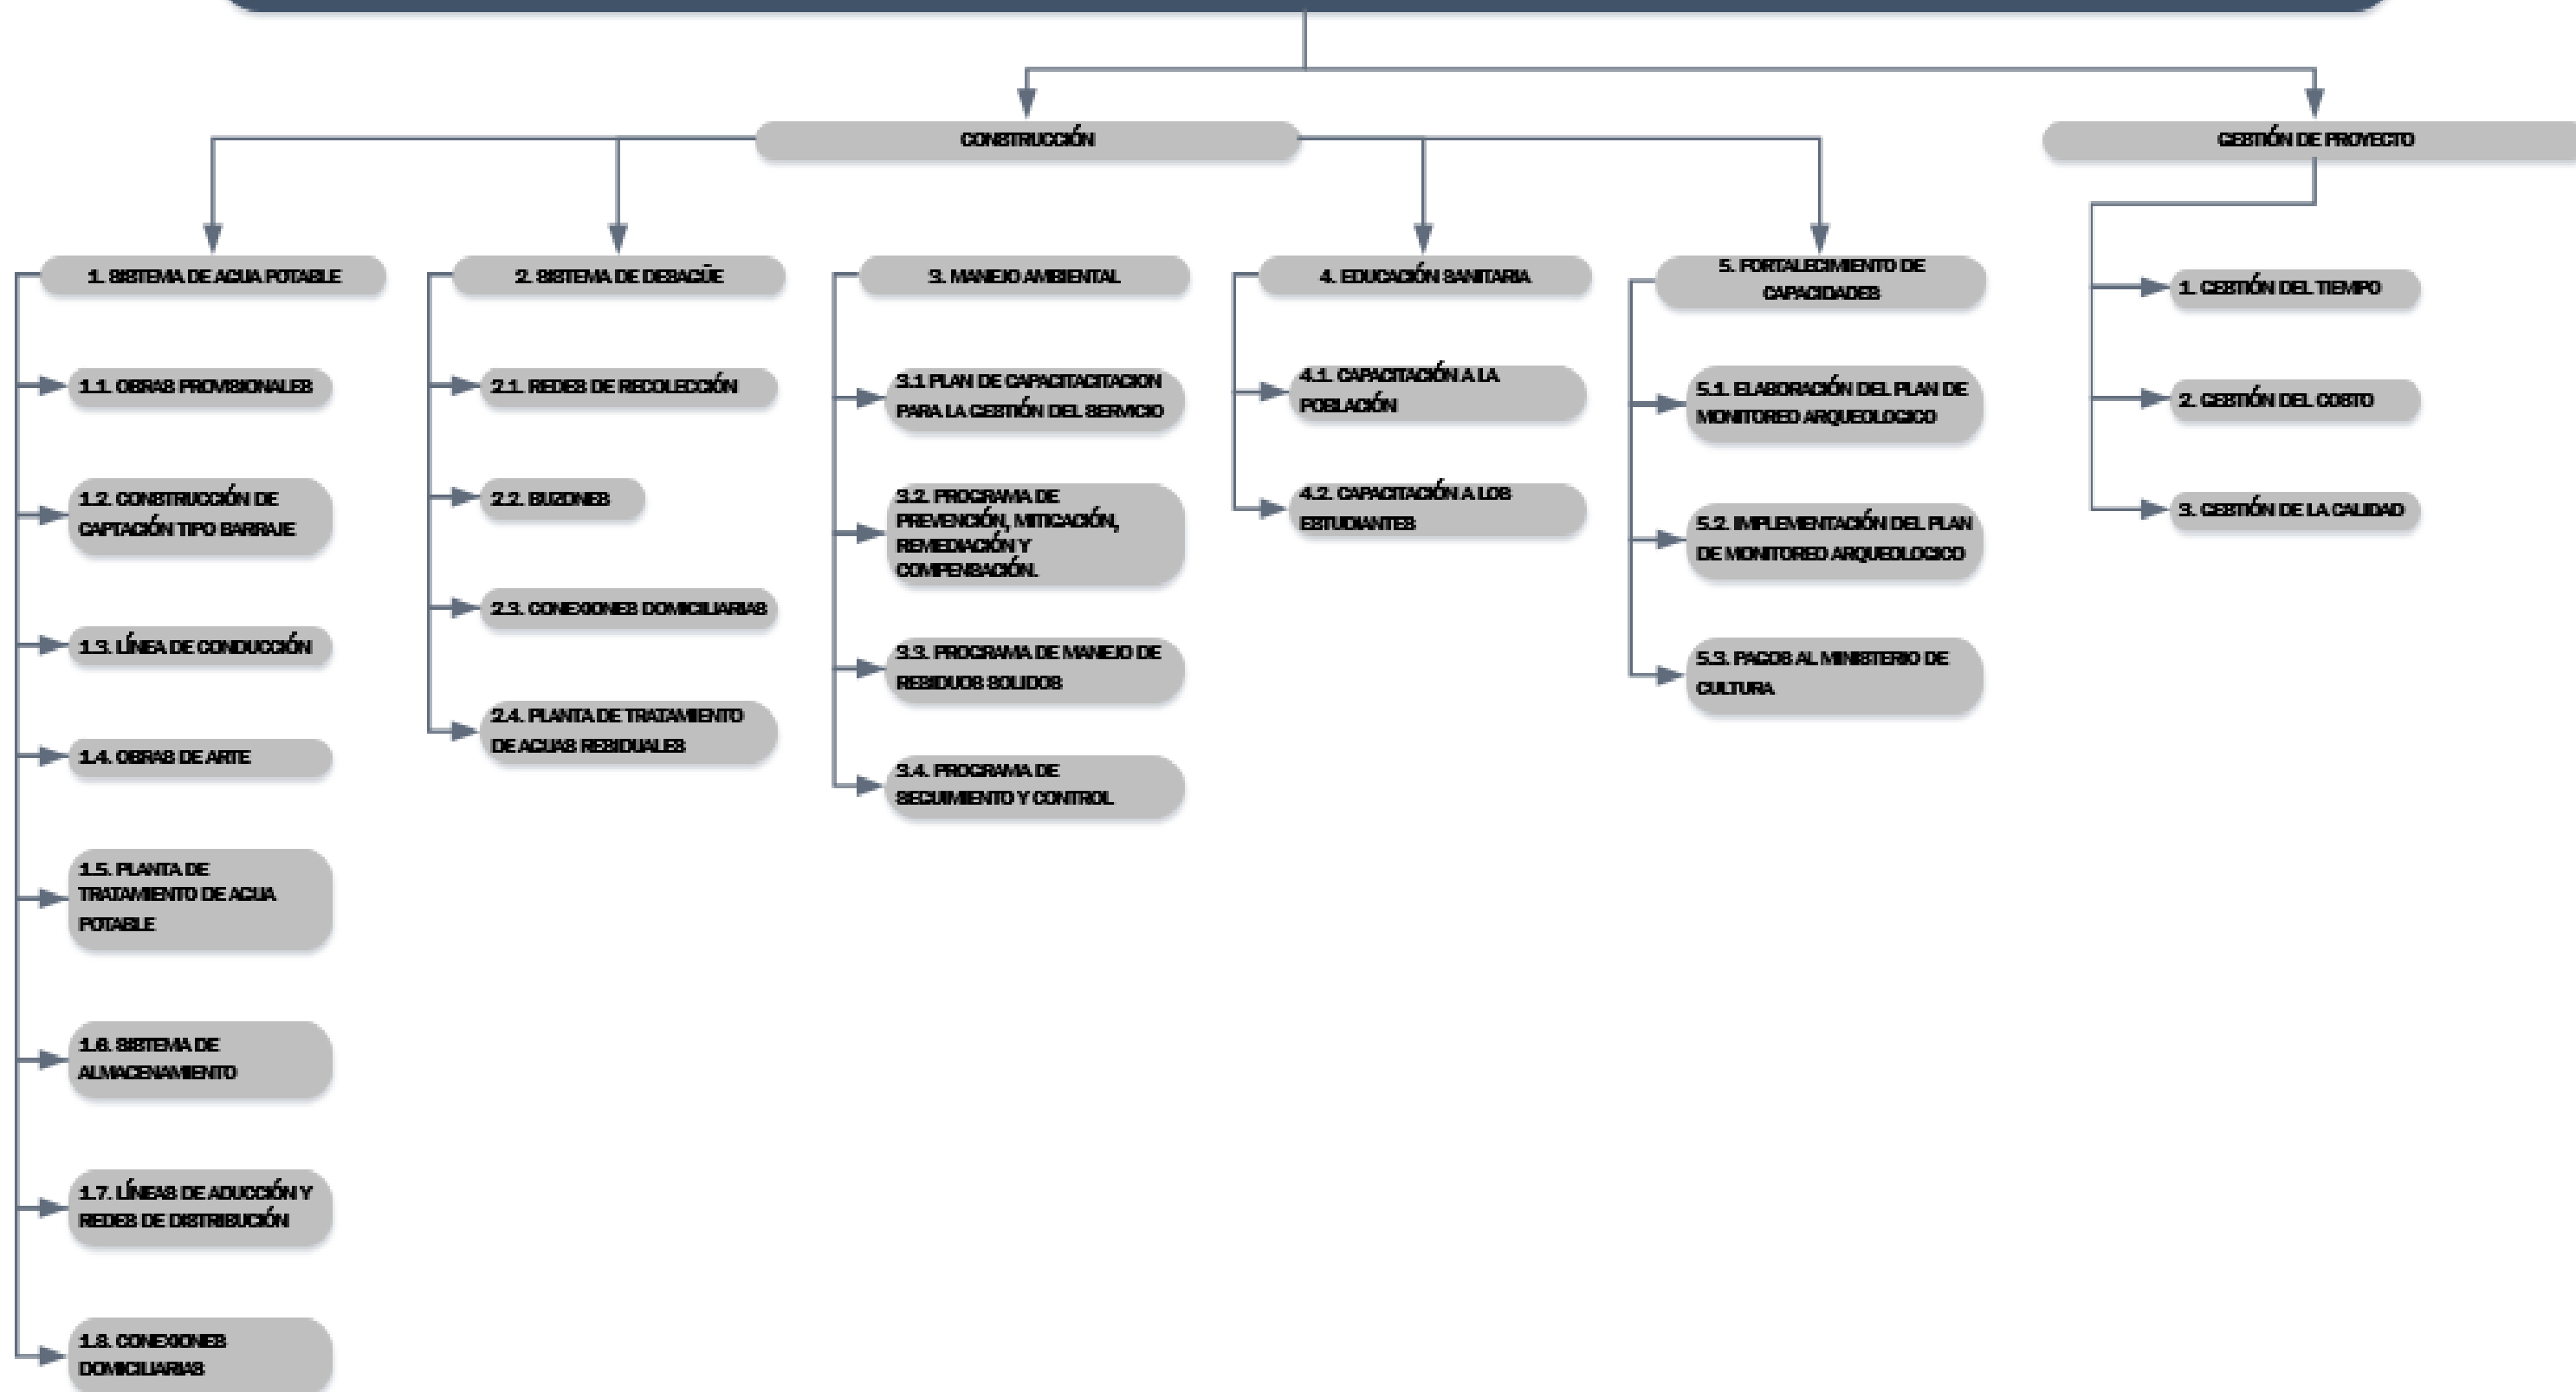 CONSTRUCCIÓN
GESTIÓN DE PROYECTO
1. SISTEMA DE AGUA POTABLE
1.1. OBRAS PROVISIONALES
1.2. CONSTRUCCIÓN DE
CAPTACIÓN TIPO BARRAJE
1.3. LÍNEA DE CONDUCCIÓN
1.4. OBRAS DE ARTE
1.5. PLANTA DE
TRATAMIENTO DE AGUA
POTABLE
1.6. SISTEMA DE
ALMACENAMIENTO
1.7. LÍNEAS DE ADUCCIÓN Y
REDES DE DISTRIBUCIÓN
1.8. CONEXIONES
DOMICILIARIAS
2. SISTEMA DE DESAGÜE
2.1. REDES DE RECOLECCIÓN
2.2. BUZONES
2.3. CONEXIONES DOMICILIARIAS
2.4. PLANTA DE TRATAMIENTO
DE AGUAS RESIDUALES
3. MANEJO AMBIENTAL
3.1 PLAN DE CAPACITACITACION
PARA LA GESTIÓN DEL SERVICIO
3.2. PROGRAMA DE
PREVENCIÓN, MITIGACIÓN,
REMEDIACIÓN Y
COMPENSACIÓN.
3.3. PROGRAMA DE MANEJO DE
RESIDUOS SOLIDOS
3.4. PROGRAMA DE
SEGUIMIENTO Y CONTROL
4. EDUCACIÓN SANITARIA
4.1. CAPACITACIÓN A LA
POBLACIÓN
4.2. CAPACITACIÓN A LOS
ESTUDIANTES
5. FORTALECIMIENTO DE
CAPACIDADES
5.1. ELABORACIÓN DEL PLAN DE
MONITOREO ARQUEOLOGICO
5.2. IMPLEMENTACIÓN DEL PLAN
DE MONITOREO ARQUEOLOGICO
5.3. PAGOS AL MINISTERIO DE
CULTURA
1. GESTIÓN DEL TIEMPO
2. GESTIÓN DEL COSTO
3. GESTIÓN DE LA CALIDAD